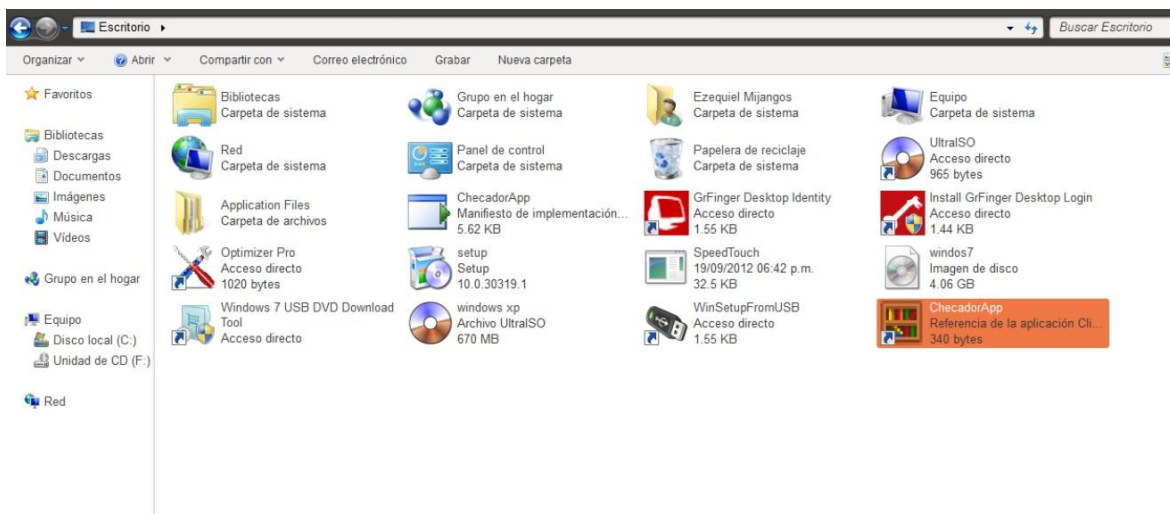 Escritorio
Buscar Escritorio
Organizar
Abrir
Compartir con
Correo electrónico
Grabar
Nueva carpeta
Favoritos
Bibliotecas
Descargas
Documentos
Imágenes
Música
Vídeos
Grupo en el hogar
Equipo
Disco local (C:)
Unidad de CD (F:)
Red
Bibliotecas
Carpeta de sistema
Grupo en el hogar
Carpeta de sistema
Ezequiel Mijangos
Carpeta de sistema
Equipo
Carpeta de sistema
Red
Carpeta de sistema
Panel de control
Carpeta de sistema
Papelera de reciclaje
Carpeta de sistema
UltraISO
Acceso directo
965 bytes
Application Files
Carpeta de archivos
ChecadorApp
Manifiesto de implementación...
5.62 KB
GrFinger Desktop Identity
Acceso directo
1.55 KB
Install GrFinger Desktop Login
Acceso directo
1.44 KB
Optimizer Pro
Acceso directo
1020 bytes
setup
Setup
10.0.30319.1
SpeedTouch
19/09/2012 06:42 p.m.
32.5 KB
windos7
Imagen de disco
4.06 GB
Windows 7 USB DVD Download
Tool
Acceso directo
windows xp
Archivo UltraISO
670 MB
WinSetupFromUSB
Acceso directo
1.55 KB
ChecadorApp
Referencia de la aplicación Cli...
340 bytes